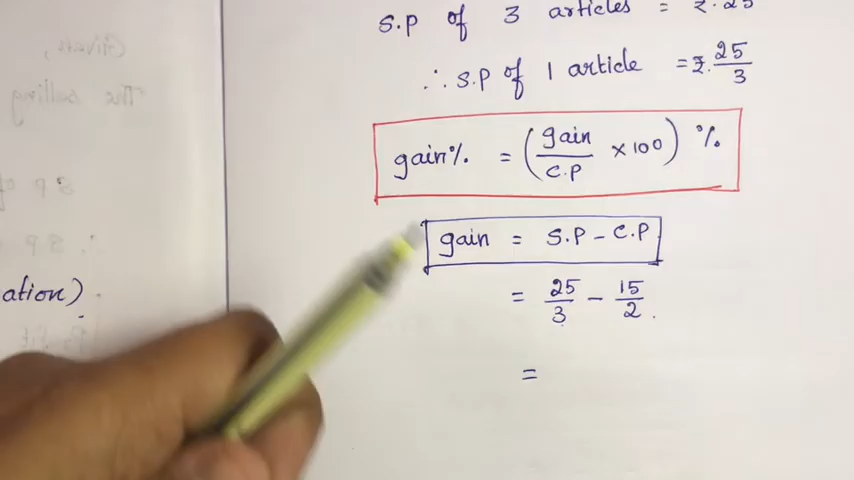 S.P of 3 articles = ₹.25
∴ S.P of 1 article = ₹. 25/3
gain% = (gain/C.P × 100) %
gain = S.P - C.P
= 25/3 - 15/2 .
=
ation).